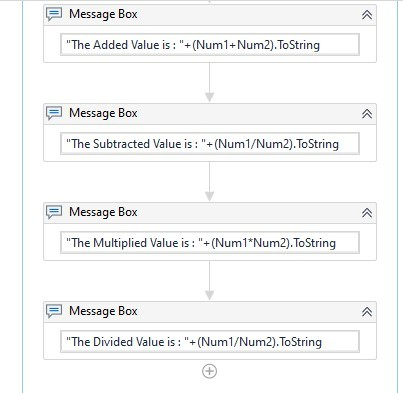 Message Box
"The Added Value is : "+(Num1+Num2).ToString
Message Box
"The Subtracted Value is : "+(Num1/Num2).ToString
Message Box
"The Multiplied Value is : "+(Num1*Num2).ToString
Message Box
"The Divided Value is : "+(Num1/Num2).ToString